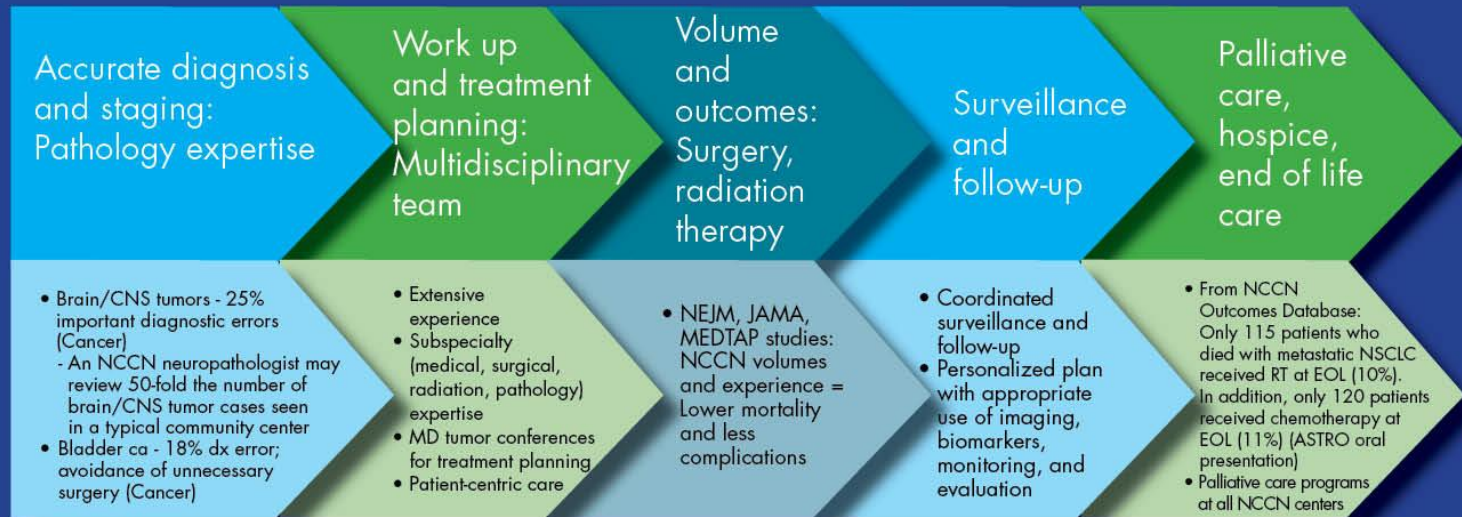 Accurate diagnosis
and staging:
Pathology expertise
Work up
and treatment
planning:
Multidisciplinary
team
Volume
and
outcomes:
Surgery,
radiation
therapy
Surveillance
and
follow-up
Palliative
care,
hospice,
end of life
care
• Brain/CNS tumors - 25%
important diagnostic errors
(Cancer)
- An NCCN neuropathologist may
review 50-fold the number of
brain/CNS tumor cases seen
in a typical community center
• Bladder ca - 18% dx error;
avoidance of unnecessary
surgery (Cancer)
• Extensive
experience
• Subspecialty
(medical, surgical,
radiation, pathology)
expertise
• MD tumor conferences
for treatment planning
• Patient-centric care
• NEJM, JAMA,
MEDTAP studies:
NCCN volumes
and experience =
Lower mortality
and less
complications
• Coordinated
surveillance and
follow-up
• Personalized plan
with appropriate
use of imaging,
biomarkers,
monitoring, and
evaluation
• From NCCN
Outcomes Database:
Only 115 patients who
died with metastatic NSCLC
received RT at EOL (10%).
In addition, only 120 patients
received chemotherapy at
EOL (11%) (ASTRO oral
presentation)
• Palliative care programs
at all NCCN centers